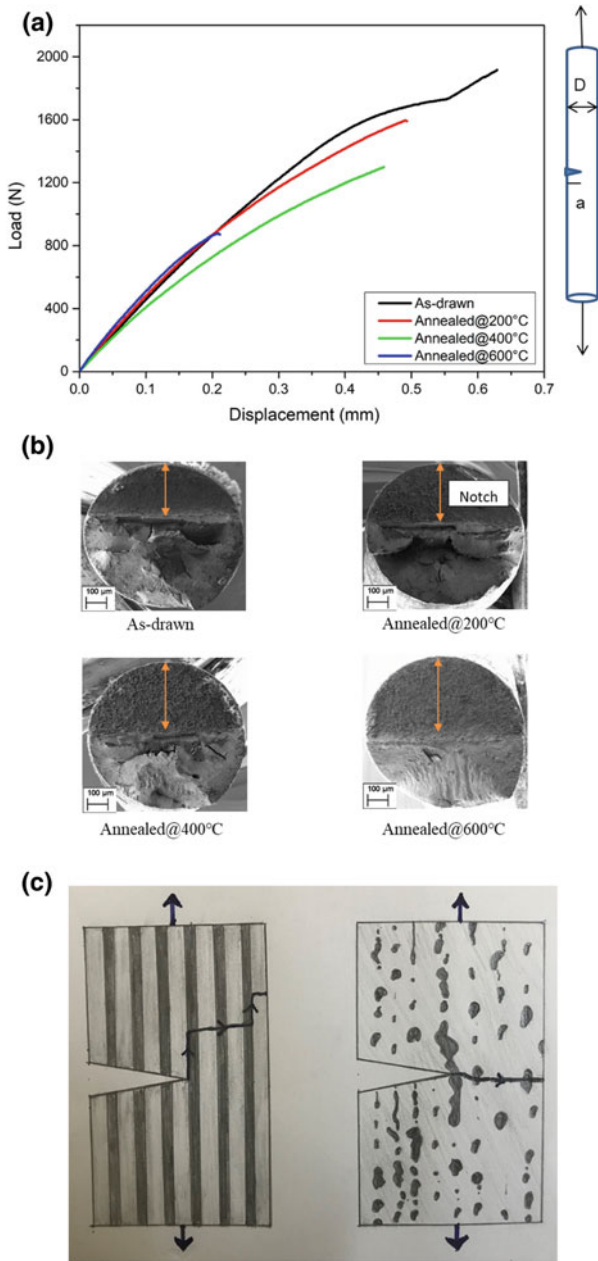 (a)
2000
1600
1200
800
400
0
0.0 0.1 0.2 0.3 0.4 0.5 0.6 0.7
Load (N)
Displacement (mm)
As-drawn
Annealed@200°C
Annealed@400°C
Annealed@600°C
D
a
(b)
100 µm
As-drawn
Notch
100 µm
Annealed@200°C
100 µm
Annealed@400°C
100 µm
Annealed@600°C
(c)